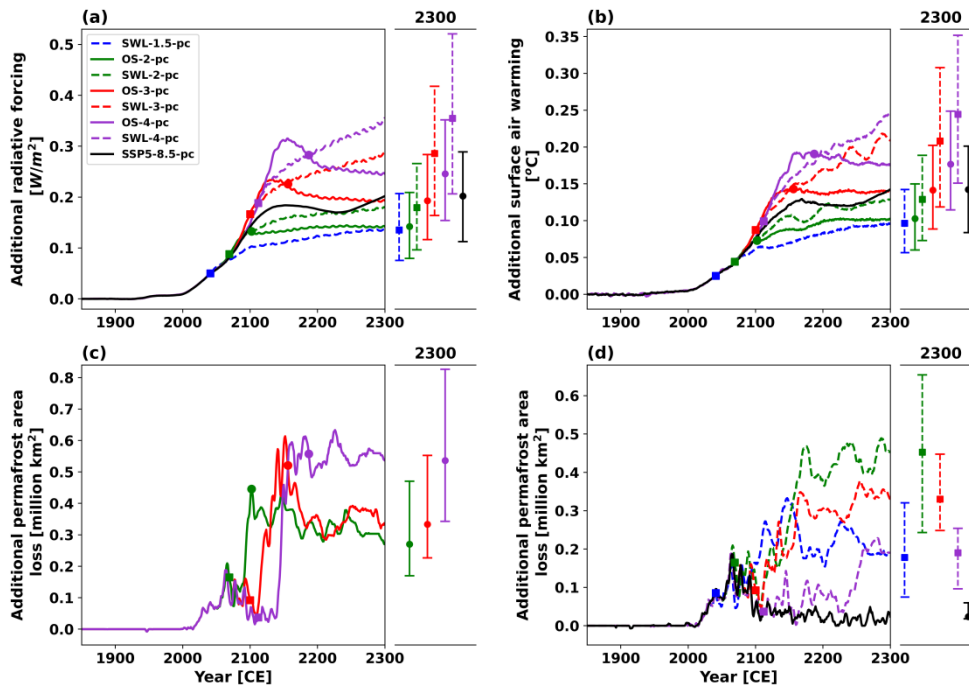 (a)
2300
Additional radiative forcing
[W/m²]
0.5
0.4
0.3
0.2
0.1
0.0
SWL-1.5-pc
OS-2-pc
SWL-2-pc
OS-3-pc
SWL-3-pc
OS-4-pc
SWL-4-pc
SSP5-8.5-pc
1900 2000 2100 2200 2300
(b)
2300
Additional surface air warming
[°C]
0.35
0.30
0.25
0.20
0.15
0.10
0.05
0.00
1900 2000 2100 2200 2300
(c)
2300
Additional permafrost area
loss [million km²]
0.8
0.7
0.6
0.5
0.4
0.3
0.2
0.1
0.0
1900 2000 2100 2200 2300
Year [CE]
(d)
2300
Additional permafrost area
loss [million km²]
0.6
0.5
0.4
0.3
0.2
0.1
0.0
1900 2000 2100 2200 2300
Year [CE]